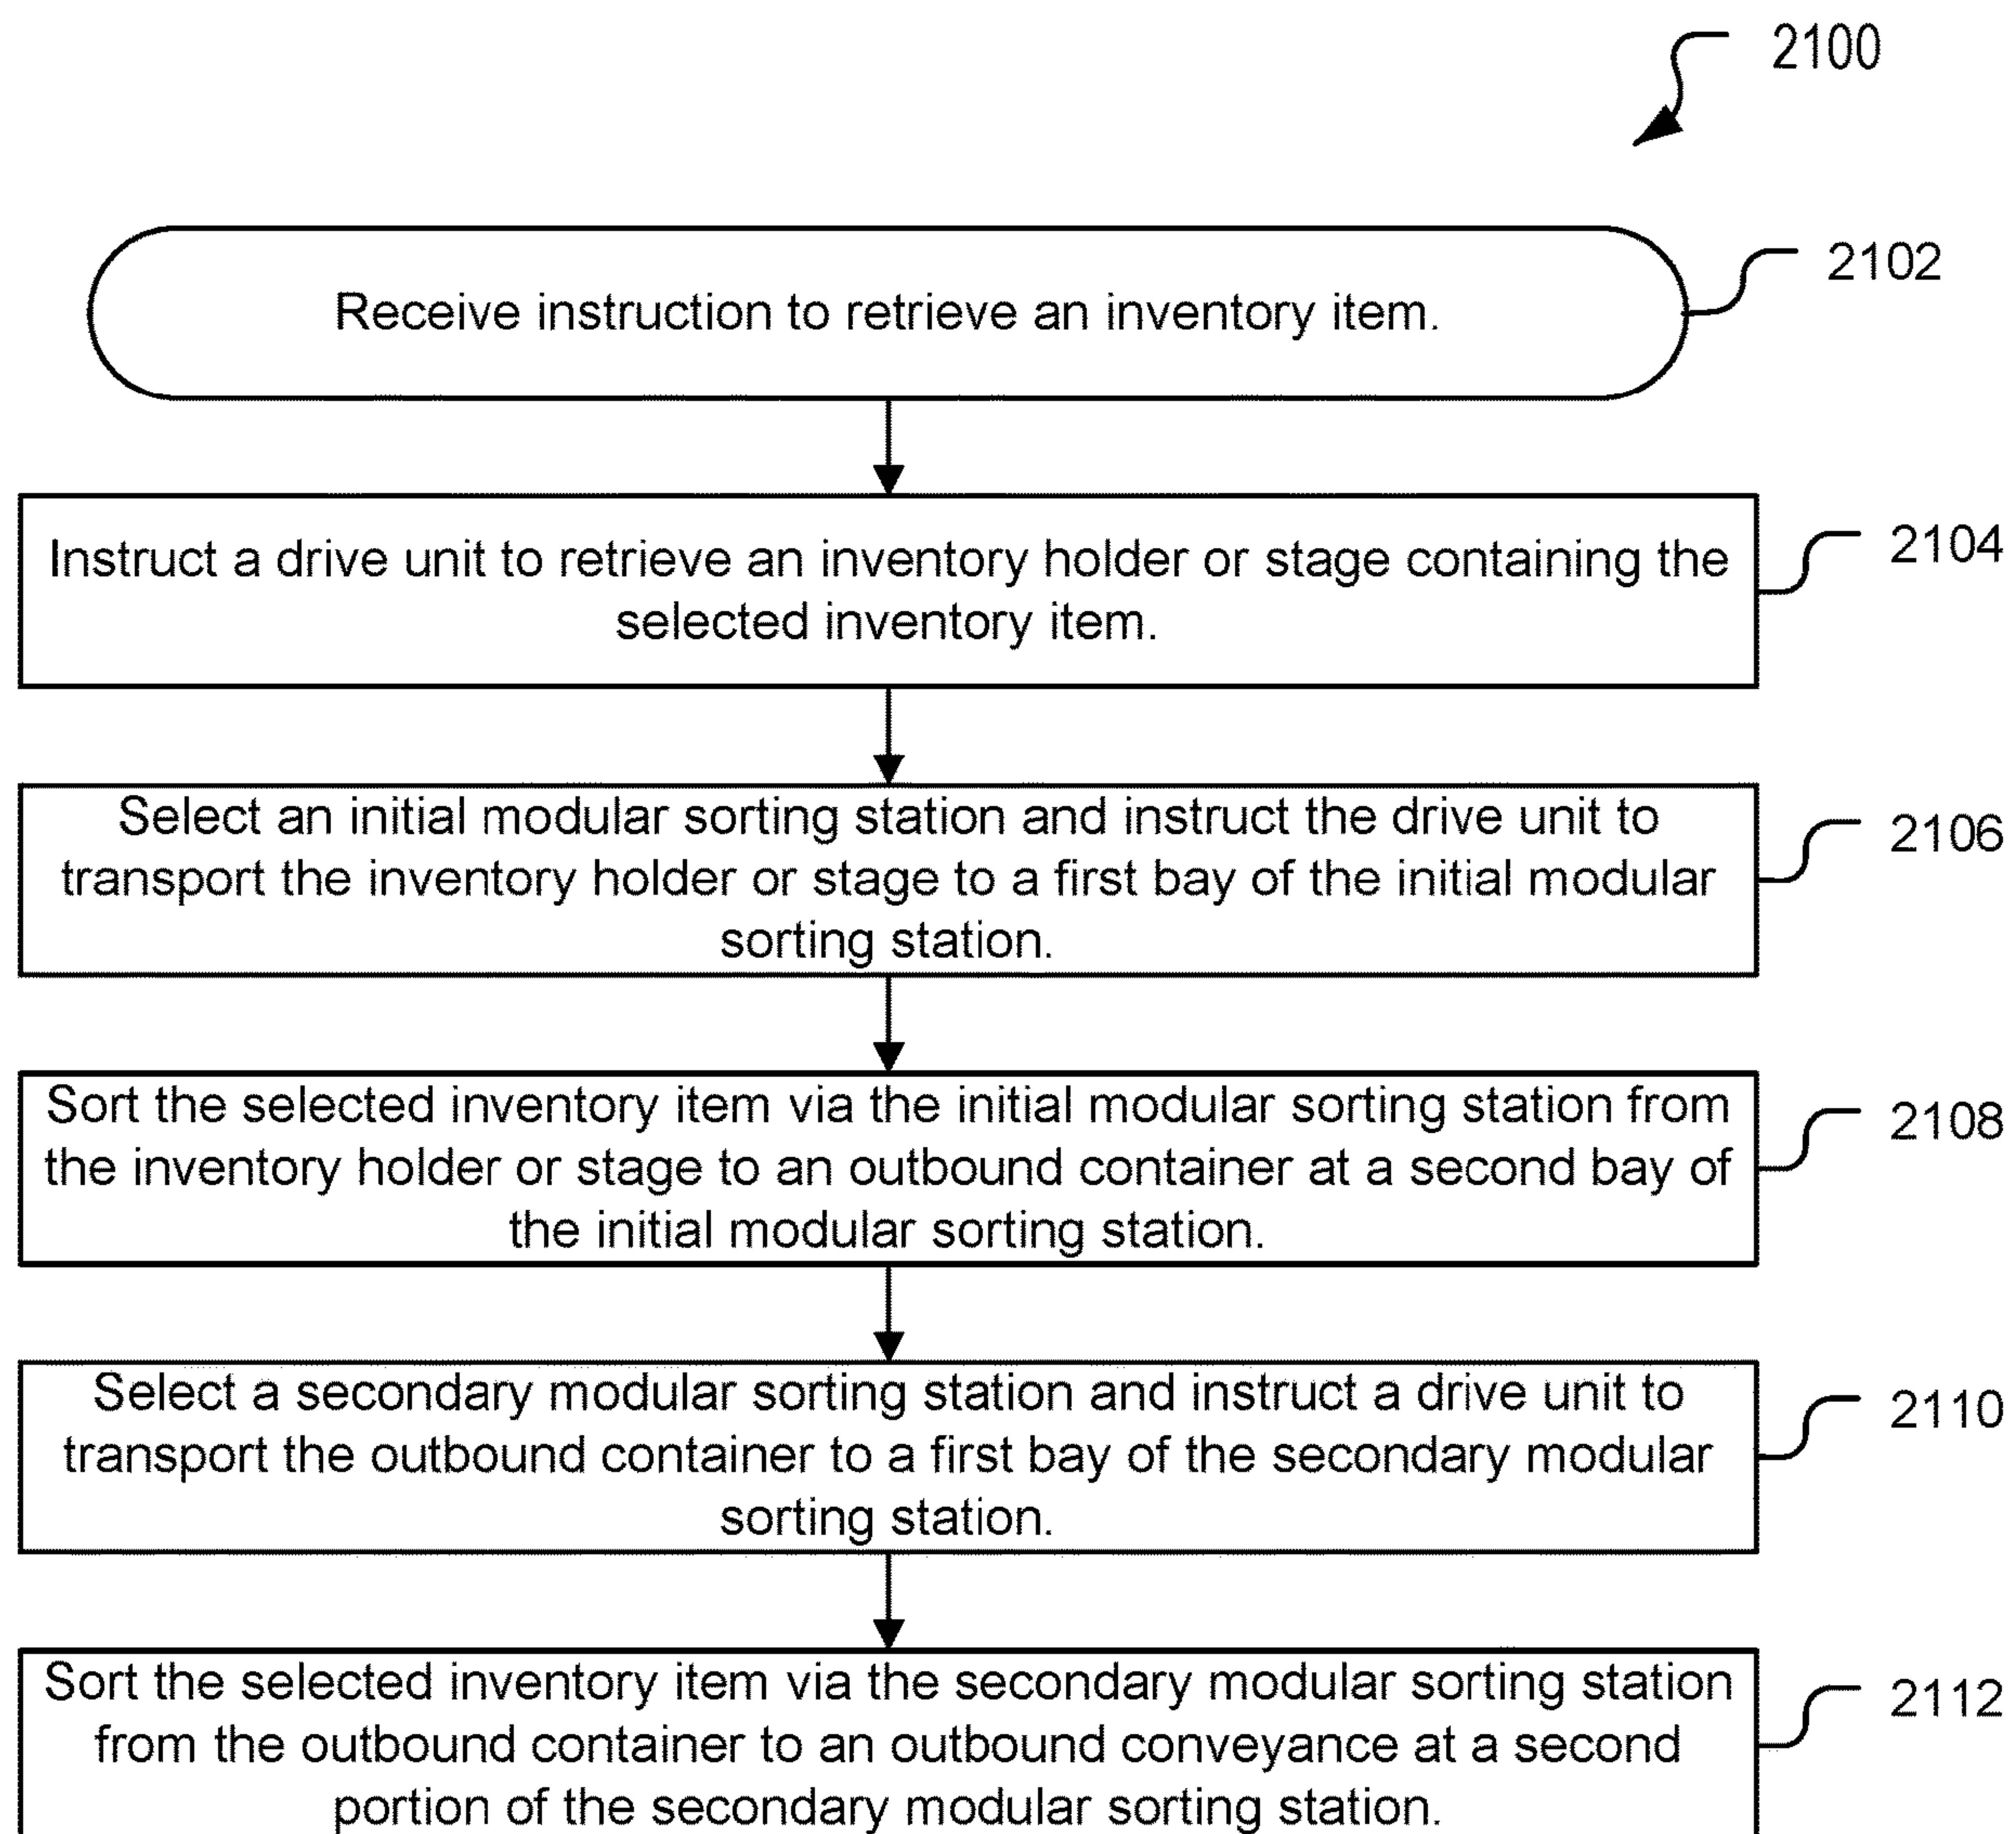 2100
Receive instruction to retrieve an inventory item.
2102
Instruct a drive unit to retrieve an inventory holder or stage containing the
selected inventory item.
2104
Select an initial modular sorting station and instruct the drive unit to
transport the inventory holder or stage to a first bay of the initial modular
sorting station.
2106
Sort the selected inventory item via the initial modular sorting station from
the inventory holder or stage to an outbound container at a second bay of
the initial modular sorting station.
2108
Select a secondary modular sorting station and instruct a drive unit to
transport the outbound container to a first bay of the secondary modular
sorting station.
2110
Sort the selected inventory item via the secondary modular sorting station
from the outbound container to an outbound conveyance at a second
portion of the secondary modular sorting station.
2112